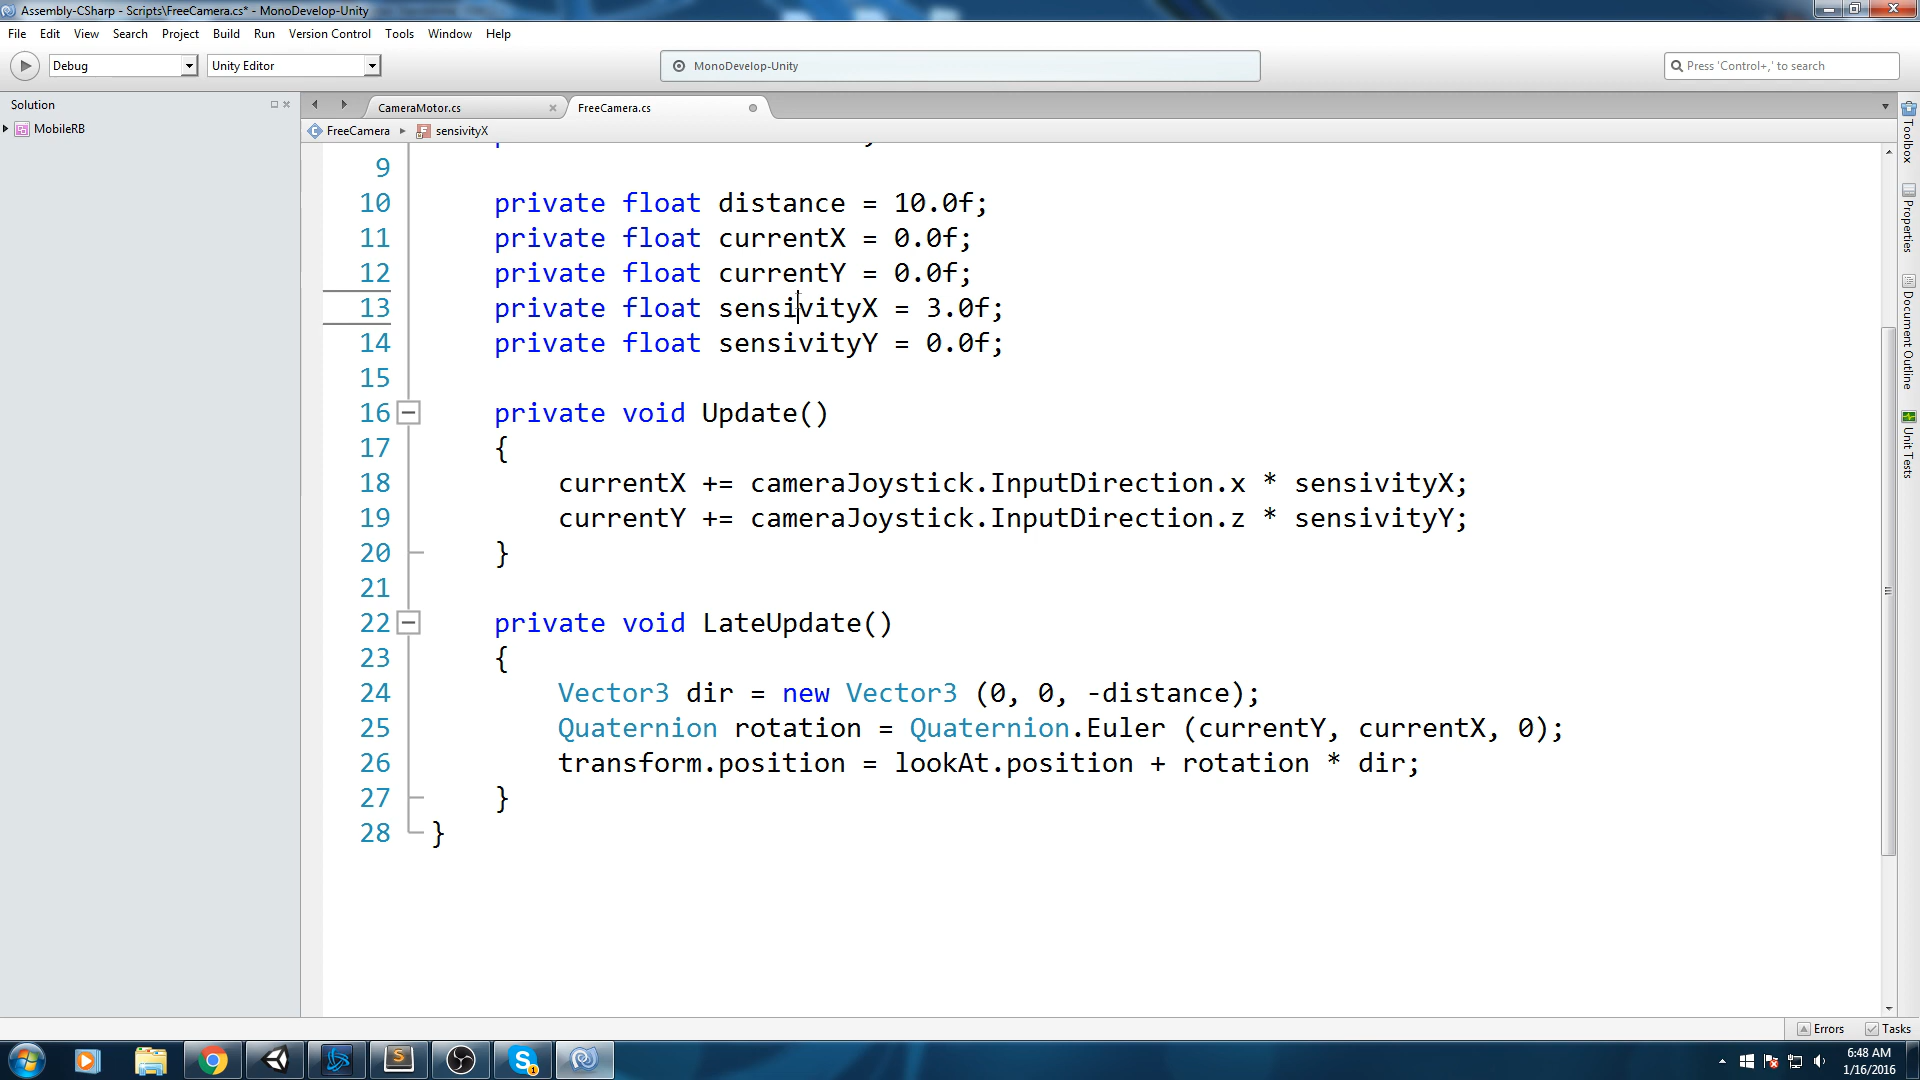 Assembly-CSharp - Scripts\FreeCamera.cs* - MonoDevelop-Unity
File Edit View Search Project Build Run Version Control Tools Window Help
Debug Unity Editor MonoDevelop-Unity Press 'Control+,' to search
Solution
MobileRB
CameraMotor.cs FreeCamera.cs
FreeCamera sensivityX
9
10 private float distance = 10.0f;
11 private float currentX = 0.0f;
12 private float currentY = 0.0f;
13 private float sensivityX = 3.0f;
14 private float sensivityY = 0.0f;
15
16 private void Update()
17 {
18 currentX += cameraJoystick.InputDirection.x * sensivityX;
19 currentY += cameraJoystick.InputDirection.z * sensivityY;
20 }
21
22 private void LateUpdate()
23 {
24 Vector3 dir = new Vector3 (0, 0, -distance);
25 Quaternion rotation = Quaternion.Euler (currentY, currentX, 0);
26 transform.position = lookAt.position + rotation * dir;
27 }
28 }
Toolbox
Properties
Document Outline
Unit Tests
Errors Tasks
6:48 AM
1/16/2016